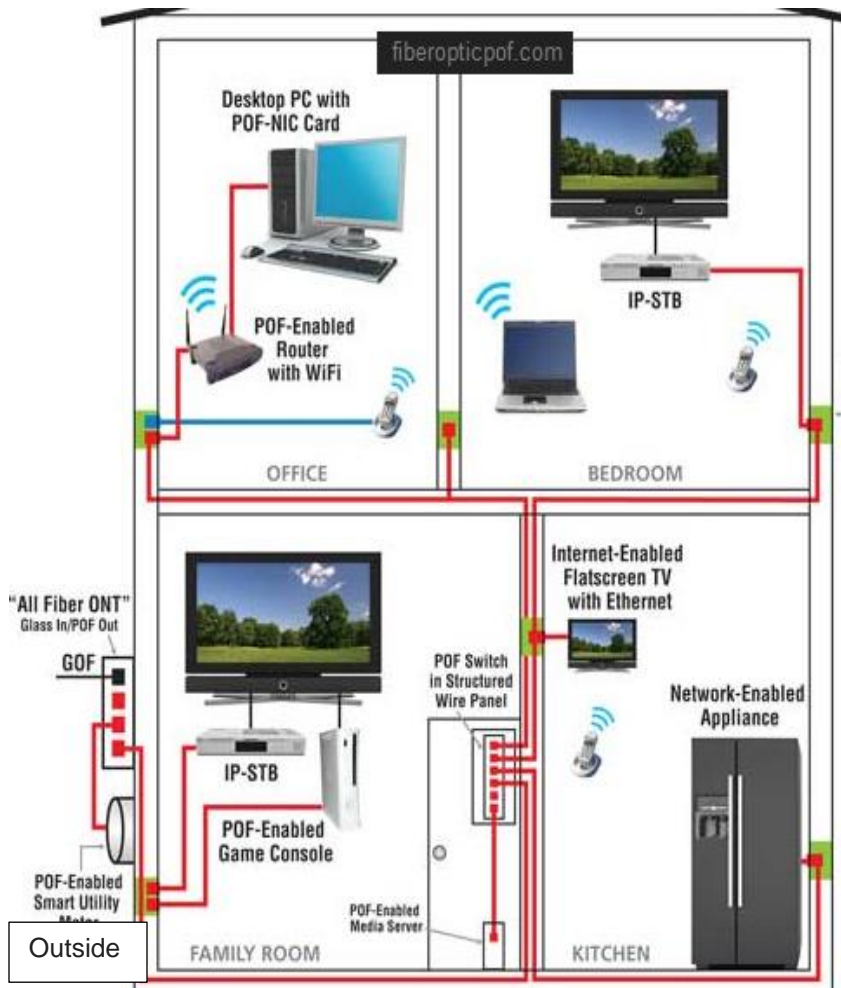 fiberopticpof.com
Desktop PC with
POF-NIC Card
POF-Enabled
Router
with WiFi
IP-STB
OFFICE
BEDROOM
Internet-Enabled
Flatscreen TV
with Ethernet
"All Fiber ONT"
Glass In/POF Out
GOF
POF Switch
in Structured
Wire Panel
Network-Enabled
Appliance
IP-STB
POF-Enabled
Game Console
POF-Enabled
Smart Utility
Meter
Outside
POF-Enabled
Media Server
FAMILY ROOM
KITCHEN